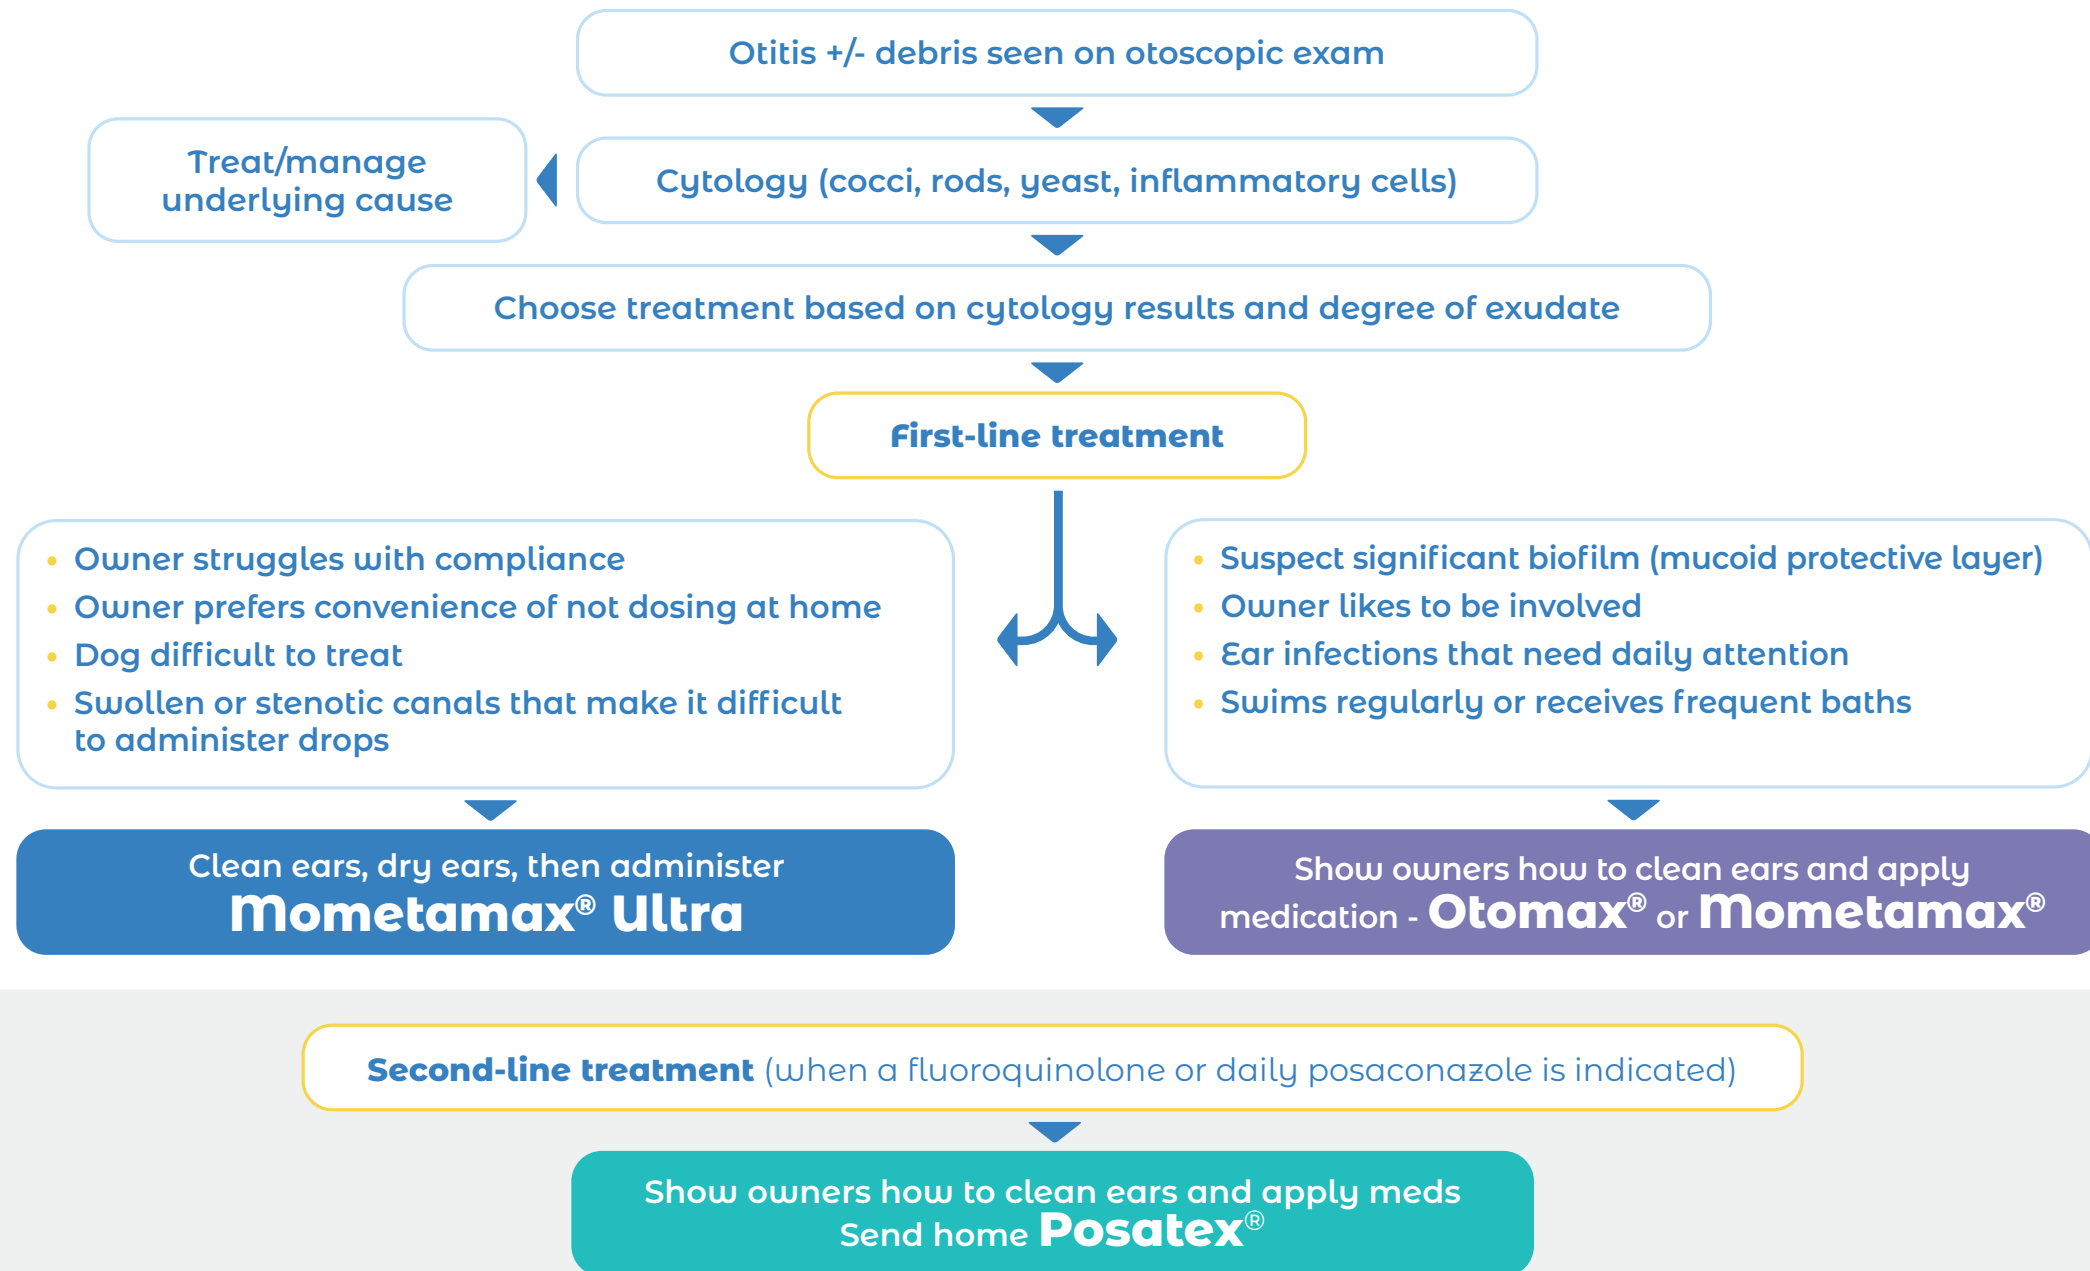 Otitis +/- debris seen on otoscopic exam
Treat/manage
underlying cause
Cytology (cocci, rods, yeast, inflammatory cells)
Choose treatment based on cytology results and degree of exudate
First-line treatment
• Owner struggles with compliance
• Owner prefers convenience of not dosing at home
• Dog difficult to treat
• Swollen or stenotic canals that make it difficult
to administer drops
• Suspect significant biofilm (mucoid protective layer)
• Owner likes to be involved
• Ear infections that need daily attention
• Swims regularly or receives frequent baths
Clean ears, dry ears, then administer
Mometamax® Ultra
Show owners how to clean ears and apply
medication - Otomax® or Mometamax®
Second-line treatment (when a fluoroquinolone or daily posaconazole is indicated)
Show owners how to clean ears and apply meds
Send home Posatex®